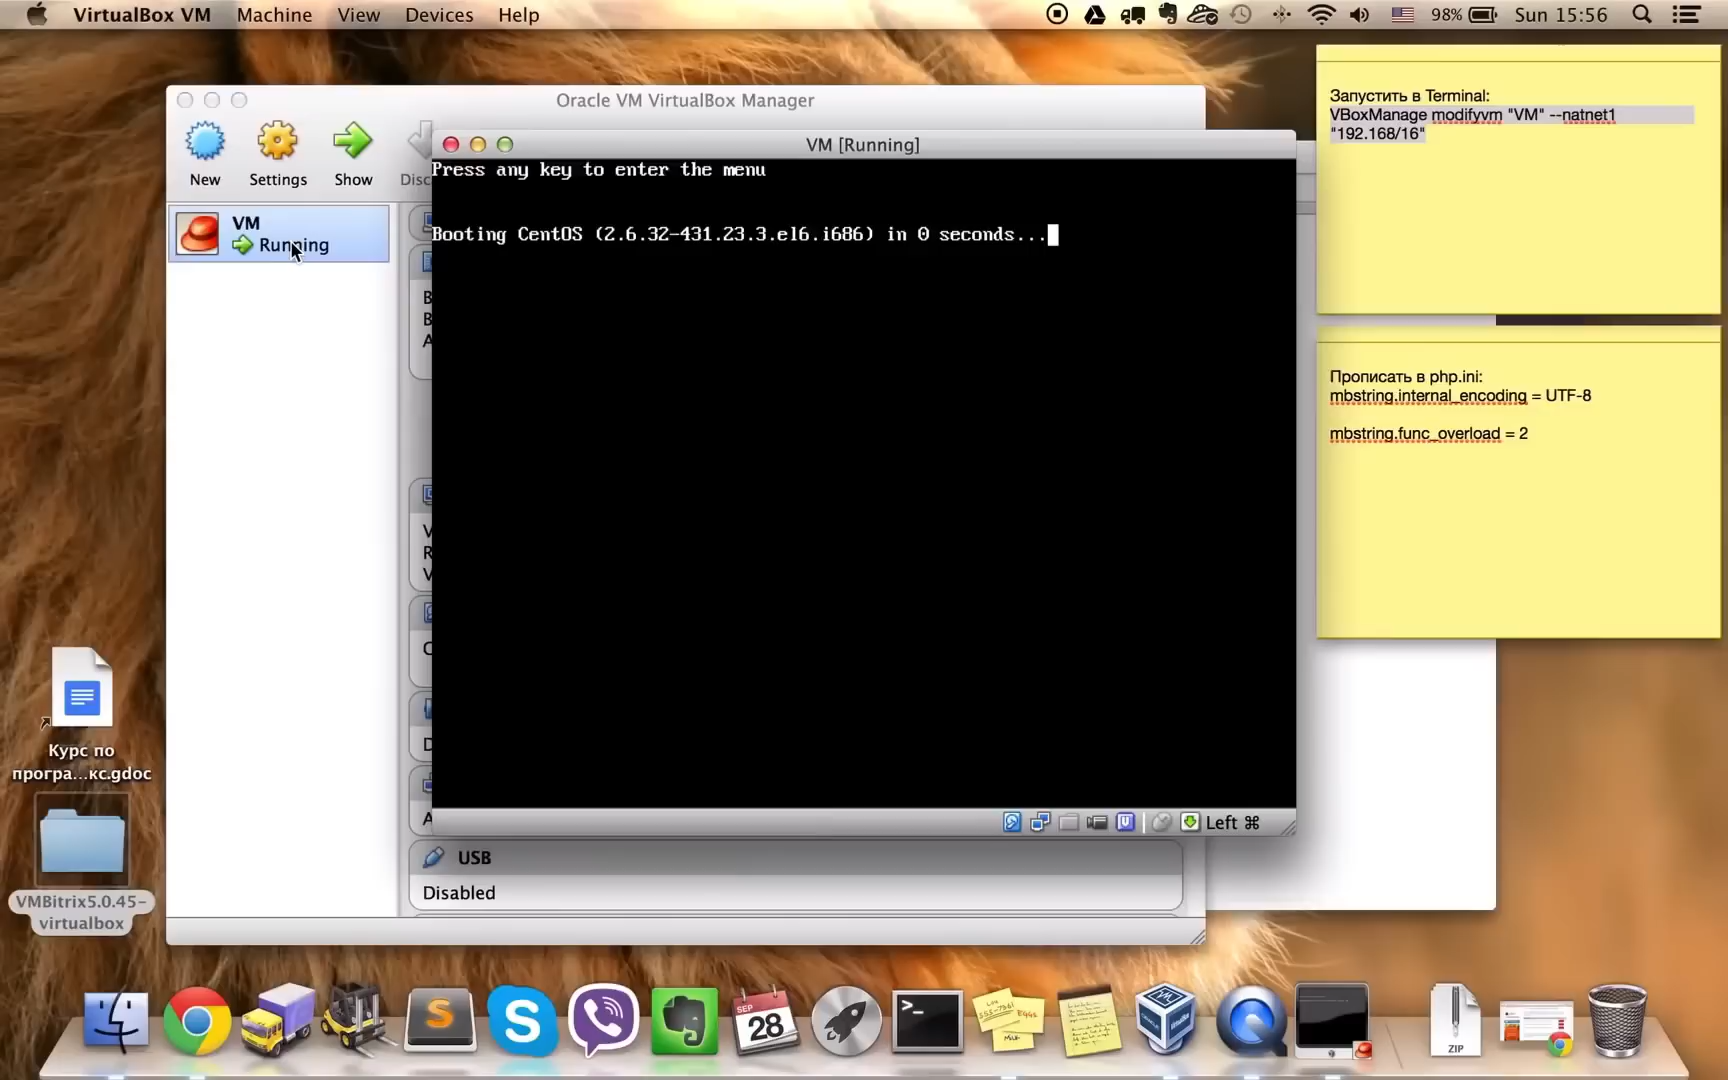 VirtualBox VM Machine View Devices Help
98% Sun 15:56
Oracle VM VirtualBox Manager
New
Settings
Show
Disc
VM
Running
VM [Running]
Press any key to enter the menu
Booting CentOS (2.6.32-431.23.3.el6.i686) in 0 seconds...
B
B
A
V
R
V
C
D
A
Left ⌘
USB
Disabled
Запустить в Terminal:
VBoxManage modifyvm "VM" --natnet1
"192.168/16"
Прописать в php.ini:
mbstring.internal_encoding = UTF-8
mbstring.func_overload = 2
Курс по
програ...кс.gdoc
VMBitrix5.0.45-
virtualbox
SEP
28
ZIP